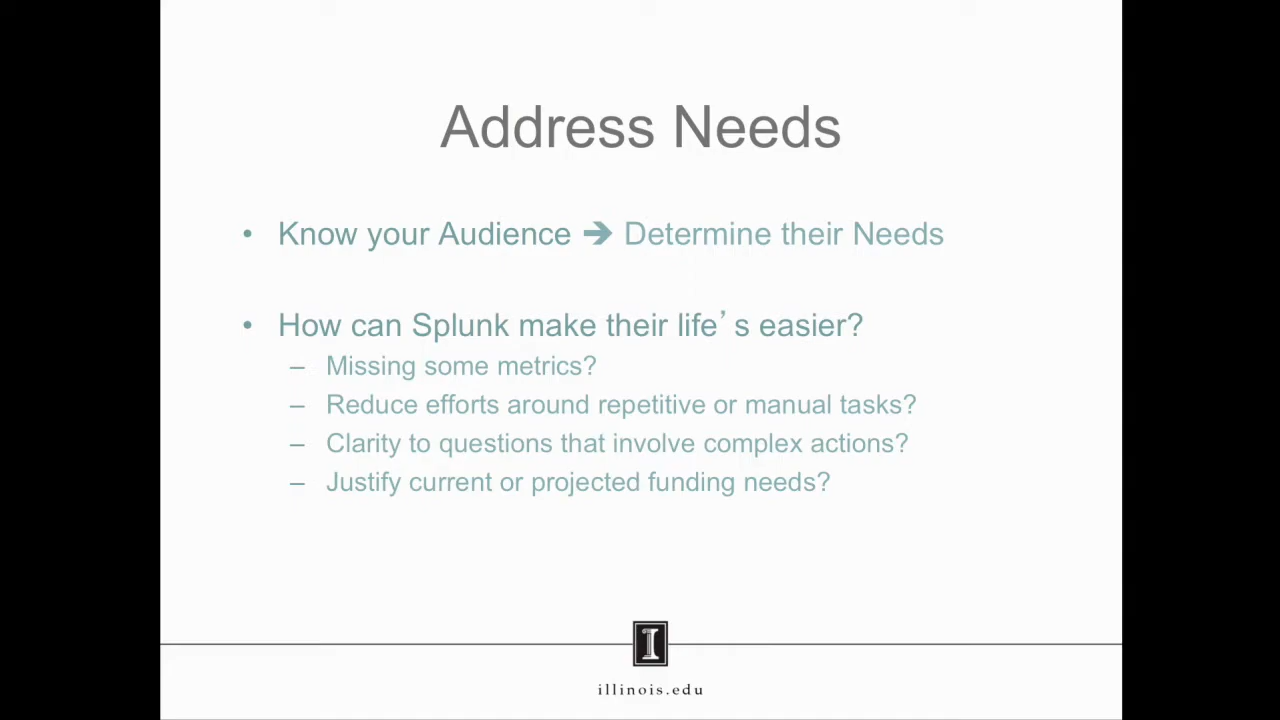 Address Needs
• Know your Audience ➔ Determine their Needs
• How can Splunk make their life’s easier?
– Missing some metrics?
– Reduce efforts around repetitive or manual tasks?
– Clarity to questions that involve complex actions?
– Justify current or projected funding needs?
I
illinois.edu